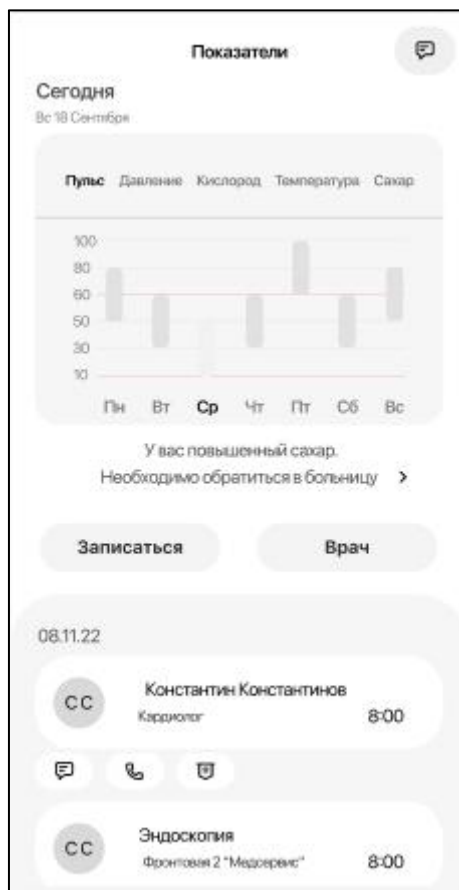 Показатели
Сегодня
Вс 18 Сентября
Пульс Давление Кислород Температура Сахар
100
80
60
50
30
10
Пн Вт Ср Чт Пт Сб Вс
У вас повышенный сахар.
Необходимо обратиться в больницу >
Записаться Врач
08.11.22
СС Константин Константинов
Кардиолог 8:00
СС Эндоскопия
Фронтовая 2 "Медсервис" 8:00